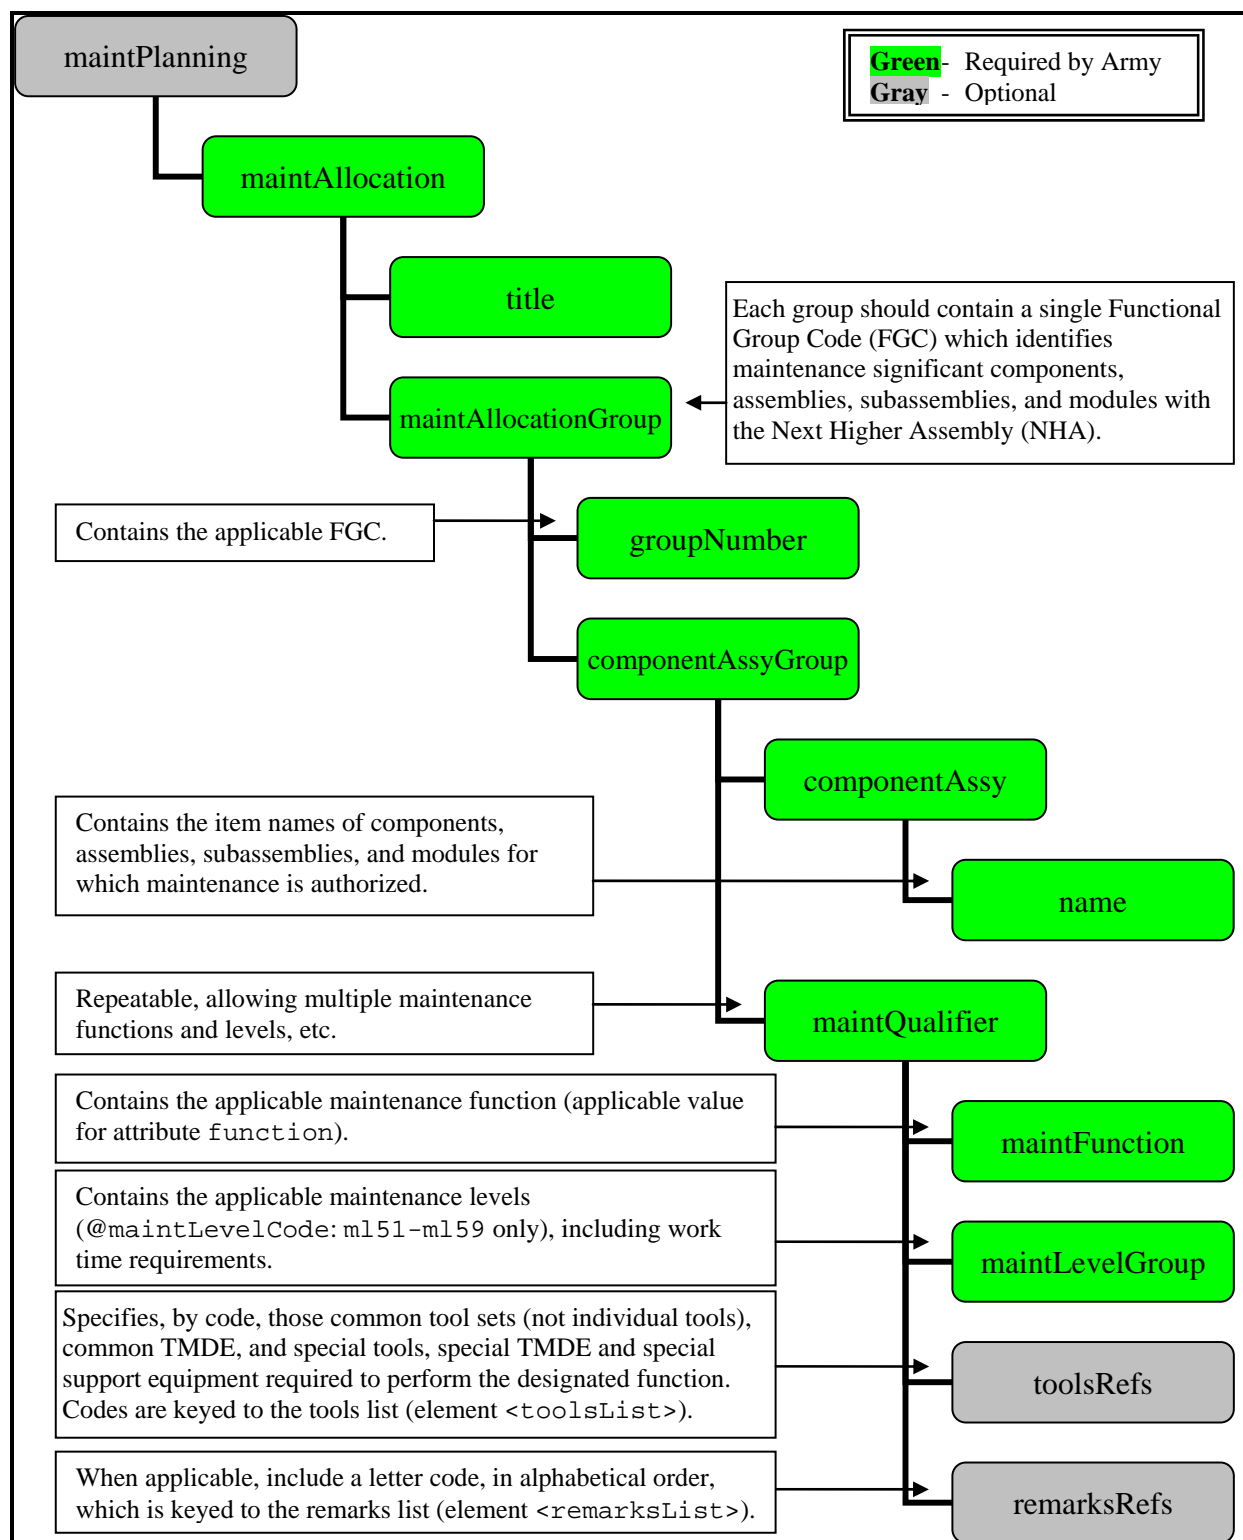 maintPlanning
Green- Required by Army
Gray - Optional
maintAllocation
title
Each group should contain a single Functional
Group Code (FGC) which identifies
maintenance significant components,
assemblies, subassemblies, and modules with
the Next Higher Assembly (NHA).
maintAllocationGroup
Contains the applicable FGC.
groupNumber
componentAssyGroup
componentAssy
Contains the item names of components,
assemblies, subassemblies, and modules for
which maintenance is authorized.
name
Repeatable, allowing multiple maintenance
functions and levels, etc.
maintQualifier
Contains the applicable maintenance function (applicable value
for attribute function).
maintFunction
Contains the applicable maintenance levels
(@maintLevelCode: ml51-ml59 only), including work
time requirements.
maintLevelGroup
Specifies, by code, those common tool sets (not individual tools),
common TMDE, and special tools, special TMDE and special
support equipment required to perform the designated function.
Codes are keyed to the tools list (element <toolsList>).
toolsRefs
When applicable, include a letter code, in alphabetical order,
which is keyed to the remarks list (element <remarksList>).
remarksRefs